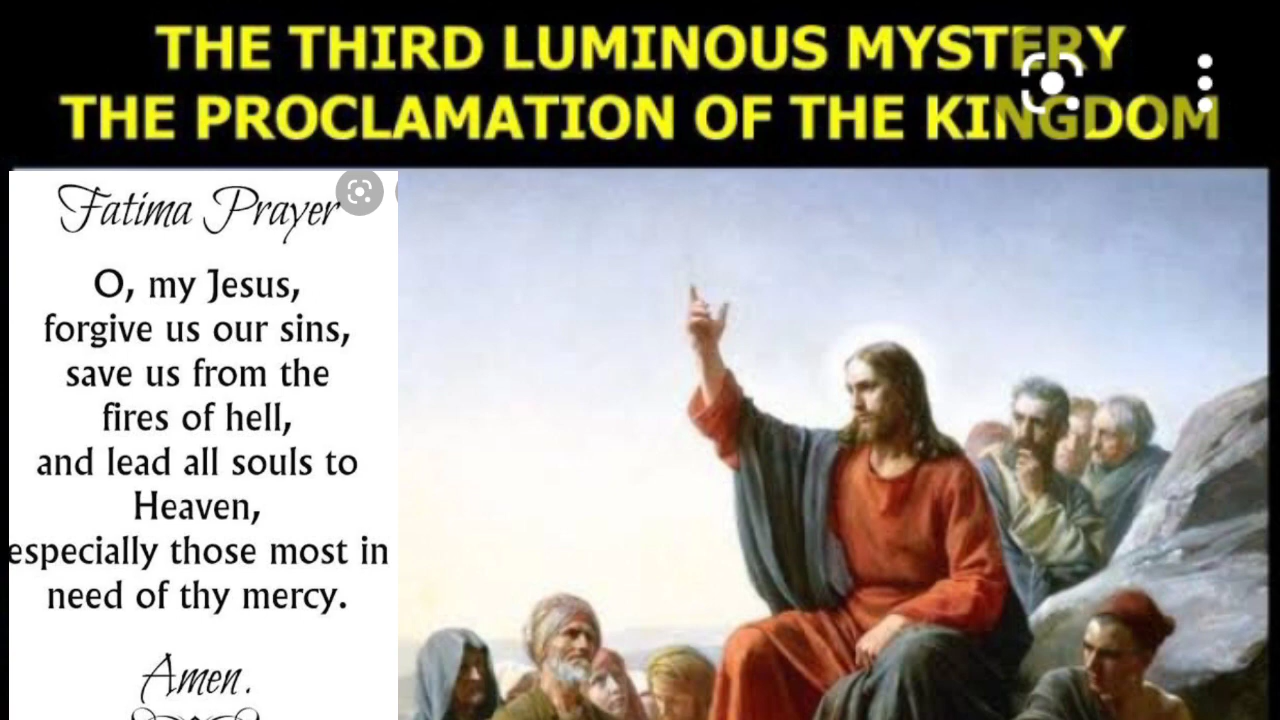 THE THIRD LUMINOUS MYSTERY
THE PROCLAMATION OF THE KINGDOM
Fatima Prayer
O, my Jesus,
forgive us our sins,
save us from the
fires of hell,
and lead all souls to
Heaven,
especially those most in
need of thy mercy.
Amen.